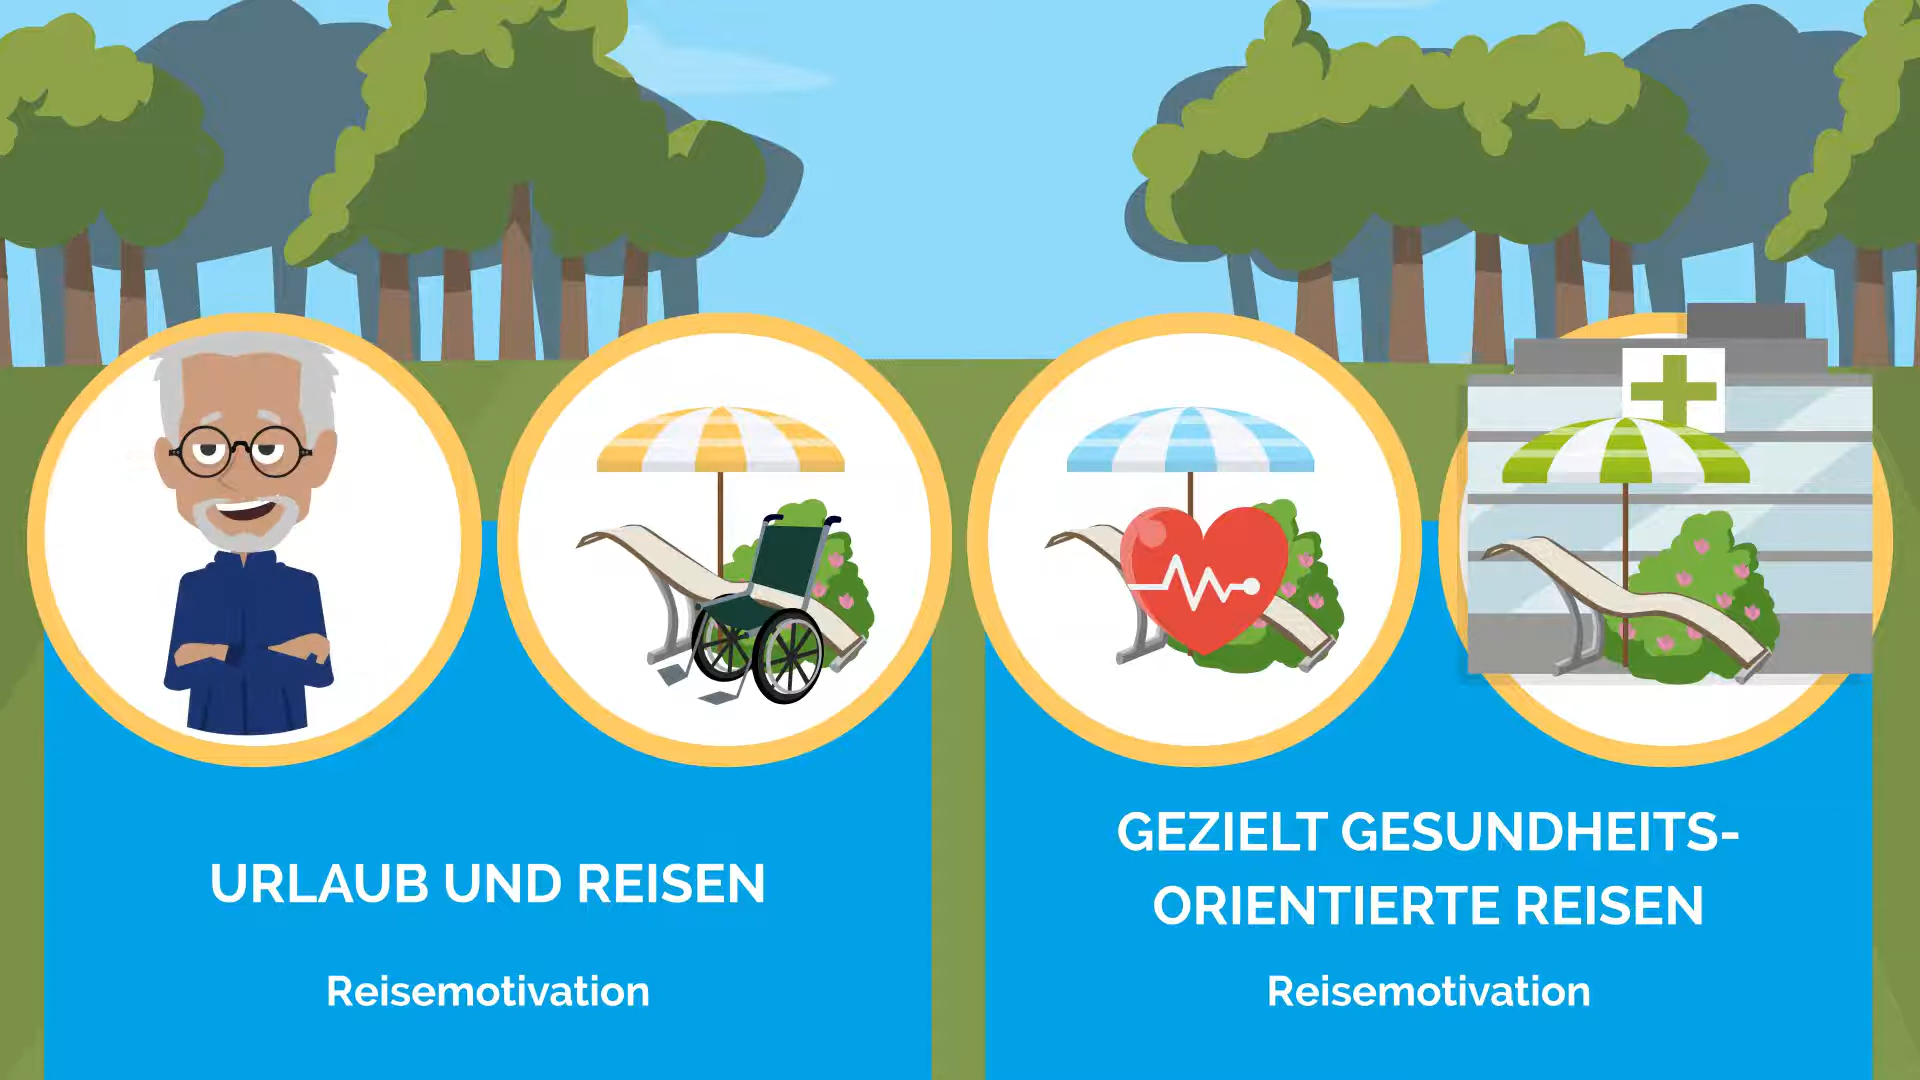 URLAUB UND REISEN
Reisemotivation
GEZIELT GESUNDHEITS-
ORIENTIERTE REISEN
Reisemotivation